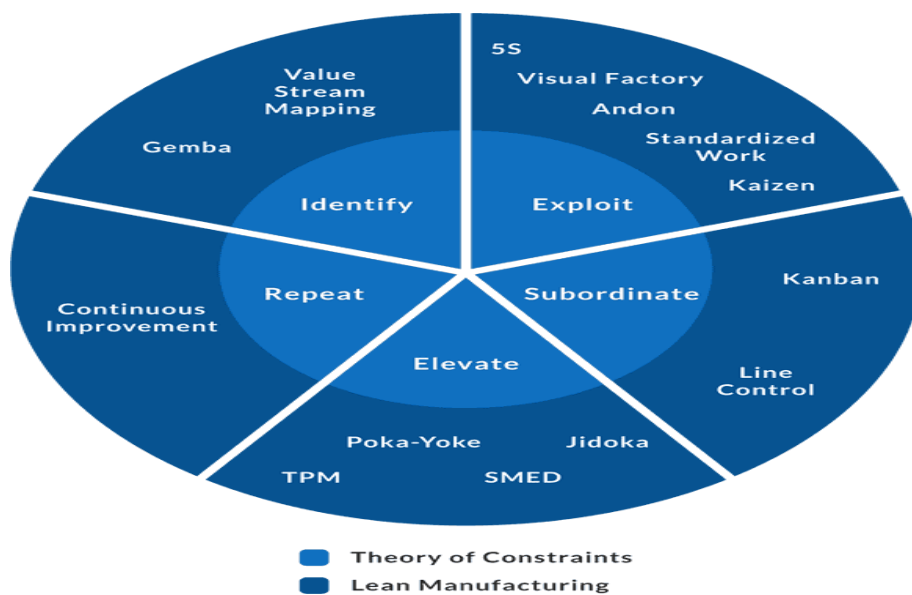 5S
Visual Factory
Andon
Standardized
Work
Kaizen
Value
Stream
Mapping
Gemba
Identify
Exploit
Repeat
Subordinate
Elevate
Kanban
Line
Control
Continuous
Improvement
Poka-Yoke
Jidoka
TPM
SMED
Theory of Constraints
Lean Manufacturing